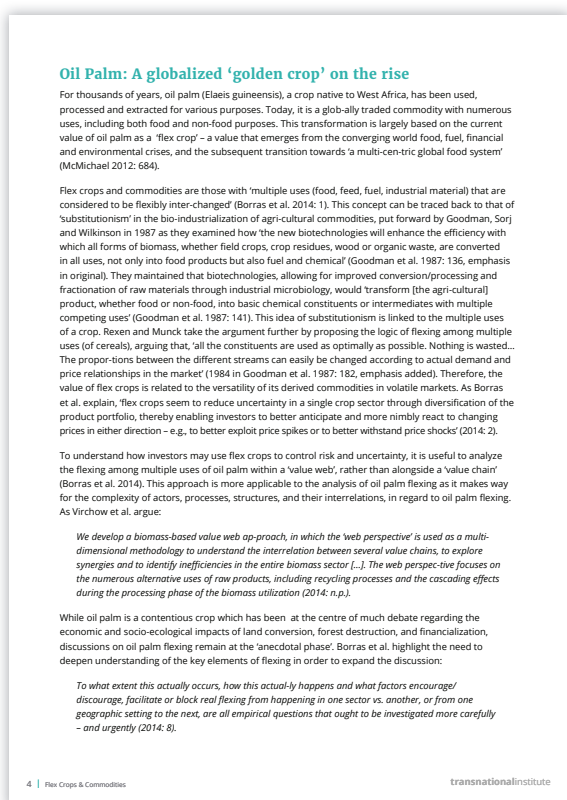 Oil Palm: A globalized ‘golden crop’ on the rise
For thousands of years, oil palm (Elaeis guineensis), a crop native to West Africa, has been used,
processed and extracted for various purposes. Today, it is a glob-ally traded commodity with numerous
uses, including both food and non-food purposes. This transformation is largely based on the current
value of oil palm as a ‘flex crop’ – a value that emerges from the converging world food, fuel, financial
and environmental crises, and the subsequent transition towards ‘a multi-cen-tric global food system’
(McMichael 2012: 684).
Flex crops and commodities are those with ‘multiple uses (food, feed, fuel, industrial material) that are
considered to be flexibly inter-changed’ (Borras et al. 2014: 1). This concept can be traced back to that of
‘substitutionism’ in the bio-industrialization of agri-cultural commodities, put forward by Goodman, Sorj
and Wilkinson in 1987 as they examined how ‘the new biotechnologies will enhance the efficiency with
which all forms of biomass, whether field crops, crop residues, wood or organic waste, are converted
in all uses, not only into food products but also fuel and chemical’ (Goodman et al. 1987: 136, emphasis
in original). They maintained that biotechnologies, allowing for improved conversion/processing and
fractionation of raw materials through industrial microbiology, would ‘transform [the agri-cultural]
product, whether food or non-food, into basic chemical constituents or intermediates with multiple
competing uses’ (Goodman et al. 1987: 141). This idea of substitutionism is linked to the multiple uses
of a crop. Rexen and Munck take the argument further by proposing the logic of flexing among multiple
uses (of cereals), arguing that, ‘all the constituents are used as optimally as possible. Nothing is wasted...
The propor-tions between the different streams can easily be changed according to actual demand and
price relationships in the market’ (1984 in Goodman et al. 1987: 182, emphasis added). Therefore, the
value of flex crops is related to the versatility of its derived commodities in volatile markets. As Borras
et al. explain, ‘flex crops seem to reduce uncertainty in a single crop sector through diversification of the
product portfolio, thereby enabling investors to better anticipate and more nimbly react to changing
prices in either direction – e.g., to better exploit price spikes or to better withstand price shocks’ (2014: 2).
To understand how investors may use flex crops to control risk and uncertainty, it is useful to analyze
the flexing among multiple uses of oil palm within a ‘value web’, rather than alongside a ‘value chain’
(Borras et al. 2014). This approach is more applicable to the analysis of oil palm flexing as it makes way
for the complexity of actors, processes, structures, and their interrelations, in regard to oil palm flexing.
As Virchow et al. argue:
We develop a biomass-based value web ap-proach, in which the ‘web perspective’ is used as a multi-
dimensional methodology to understand the interrelation between several value chains, to explore
synergies and to identify inefficiencies in the entire biomass sector [...]. The web perspec-tive focuses on
the numerous alternative uses of raw products, including recycling processes and the cascading effects
during the processing phase of the biomass utilization (2014: n.p.).
While oil palm is a contentious crop which has been at the centre of much debate regarding the
economic and socio-ecological impacts of land conversion, forest destruction, and financialization,
discussions on oil palm flexing remain at the ‘anecdotal phase’. Borras et al. highlight the need to
deepen understanding of the key elements of flexing in order to expand the discussion:
To what extent this actually occurs, how this actual-ly happens and what factors encourage/
discourage, facilitate or block real flexing from happening in one sector vs. another, or from one
geographic setting to the next, are all empirical questions that ought to be investigated more carefully
– and urgently (2014: 8).
4 | Flex Crops & Commodities
transnationalinstitute